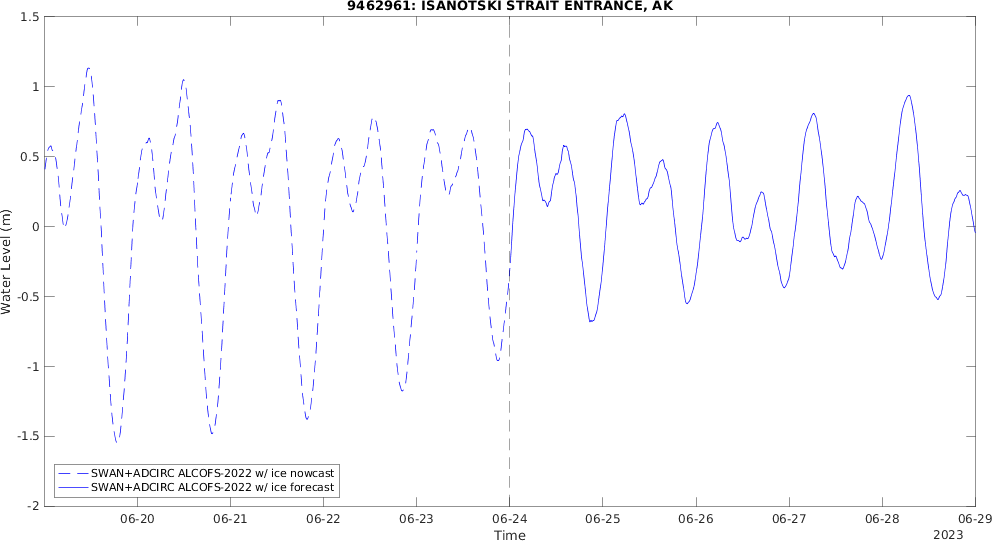 9462961: ISANOTSKI STRAIT ENTRANCE, AK
1.5
1
0.5
0
-0.5
-1
-1.5
-2
Water Level (m)
SWAN+ADCIRC ALCOFS-2022 w/ ice nowcast
SWAN+ADCIRC ALCOFS-2022 w/ ice forecast
06-20 06-21 06-22 06-23 06-24 06-25 06-26 06-27 06-28 06-29
Time
2023